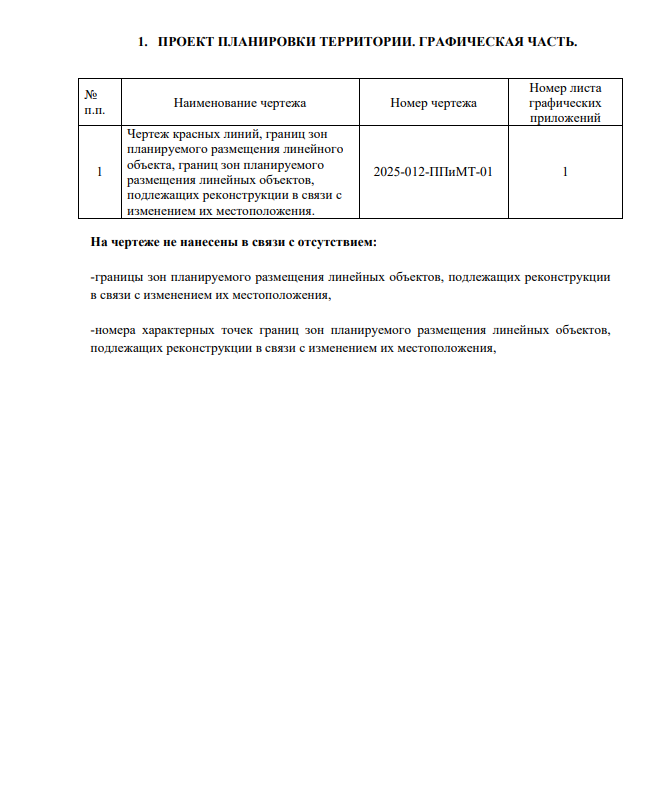 1. ПРОЕКТ ПЛАНИРОВКИ ТЕРРИТОРИИ. ГРАФИЧЕСКАЯ ЧАСТЬ.
№
п.п.
Наименование чертежа
Номер чертежа
Номер листа
графических
приложений
1
Чертеж красных линий, границ зон
планируемого размещения линейного
объекта, границ зон планируемого
размещения линейных объектов,
подлежащих реконструкции в связи с
изменением их местоположения.
2025-012-ППиМТ-01
1
На чертеже не нанесены в связи с отсутствием:
-границы зон планируемого размещения линейных объектов, подлежащих реконструкции
в связи с изменением их местоположения,
-номера характерных точек границ зон планируемого размещения линейных объектов,
подлежащих реконструкции в связи с изменением их местоположения,